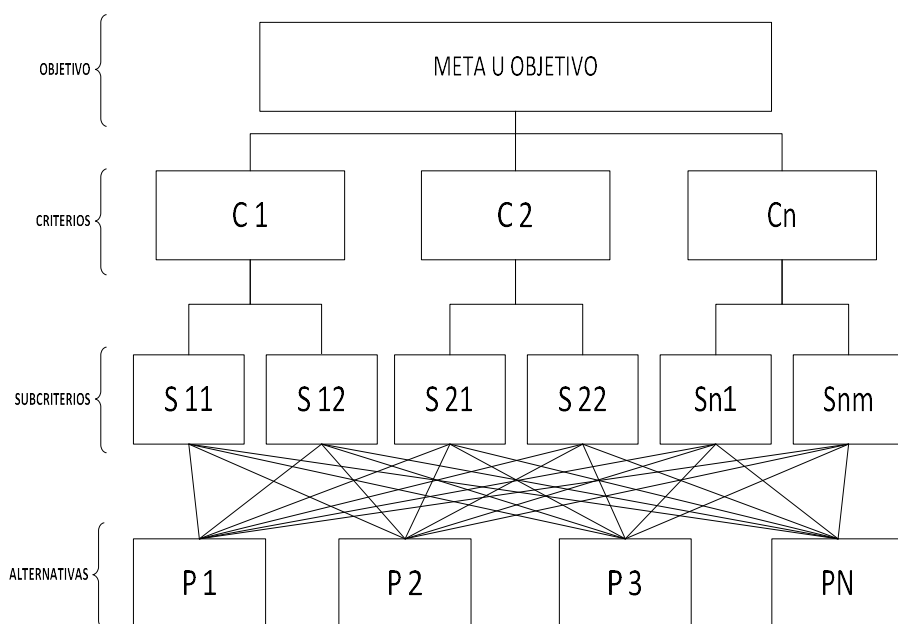 OBJETIVO
META U OBJETIVO
CRITERIOS
C 1
C 2
Cn
SUBCRITERIOS
S 11
S 12
S 21
S 22
Sn1
Snm
ALTERNATIVAS
P 1
P 2
P 3
PN